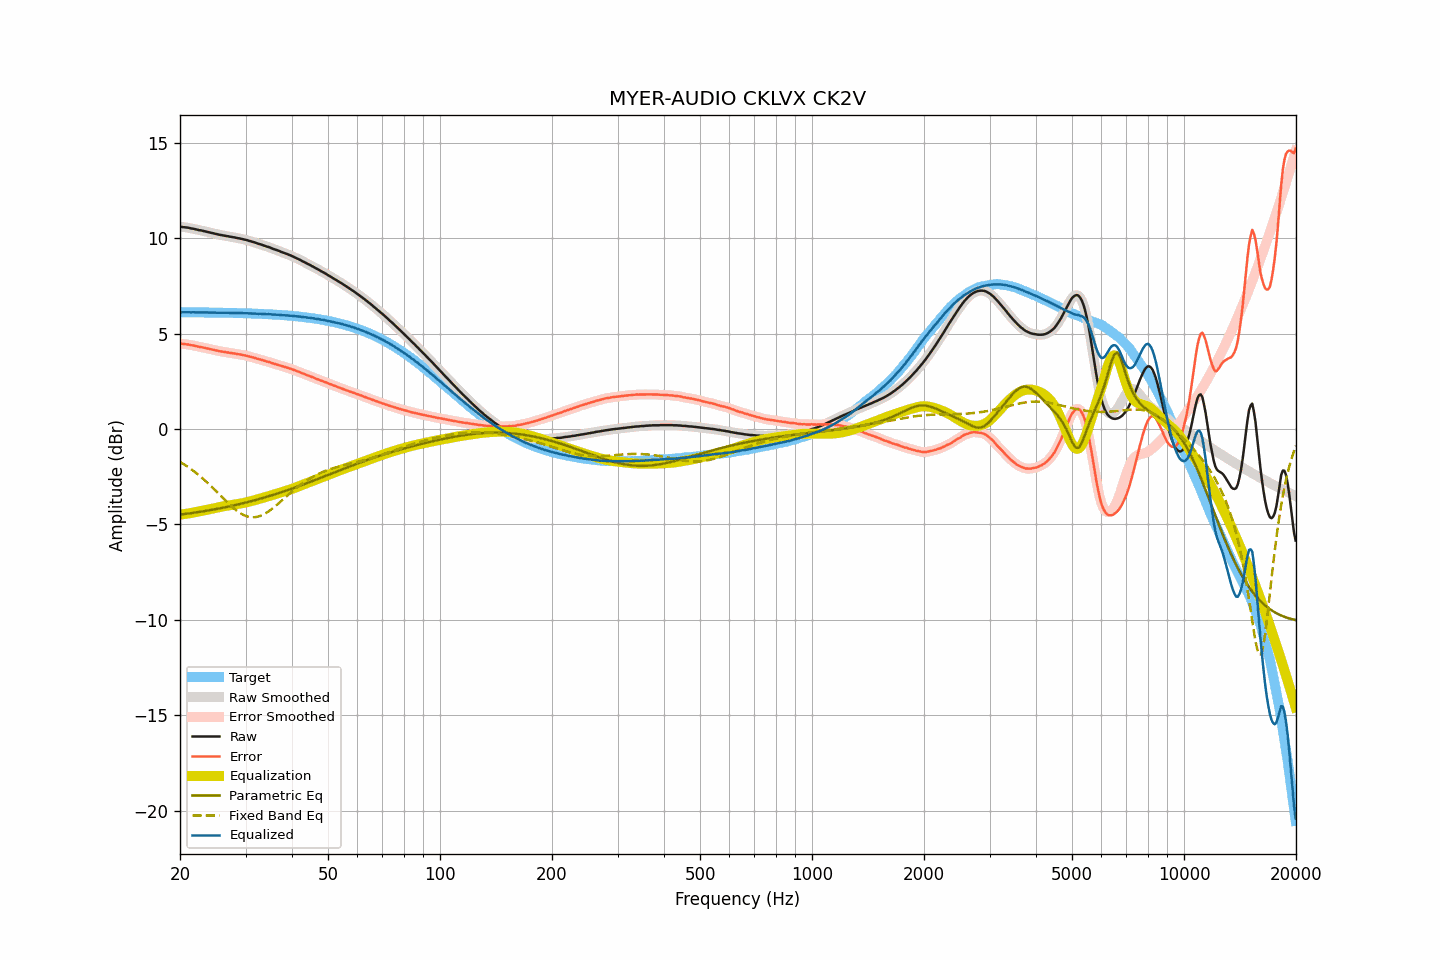 MYER-AUDIO CKLVX CK2V
15
10
5
0
−5
−10
−15
−20
Amplitude (dBr)
Target
Raw Smoothed
Error Smoothed
Raw
Error
Equalization
Parametric Eq
Fixed Band Eq
Equalized
20 50 100 200 500 1000 2000 5000 10000 20000
Frequency (Hz)